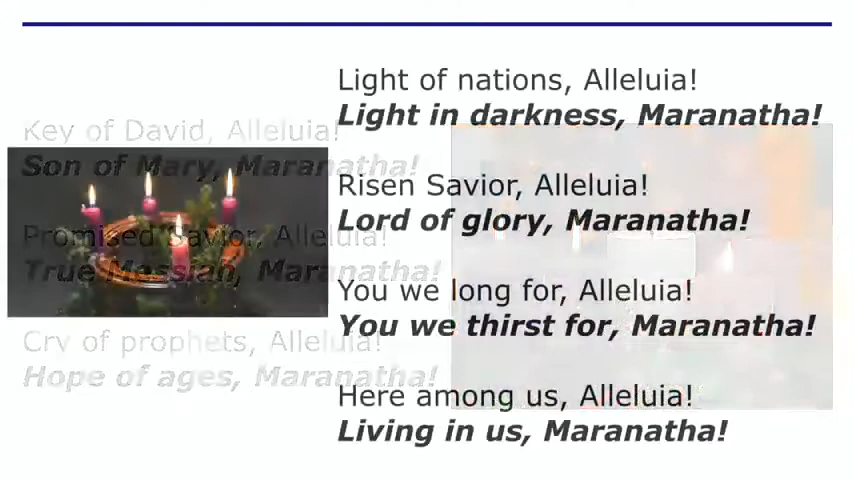 Key of David, Alleluia!
Son of Mary, Maranatha!
Promised Savior, Alleluia!
True Messiah, Maranatha!
Cry of prophets, Alleluia!
Hope of ages, Maranatha!
Light of nations, Alleluia!
Light in darkness, Maranatha!
Risen Savior, Alleluia!
Lord of glory, Maranatha!
You we long for, Alleluia!
You we thirst for, Maranatha!
Here among us, Alleluia!
Living in us, Maranatha!